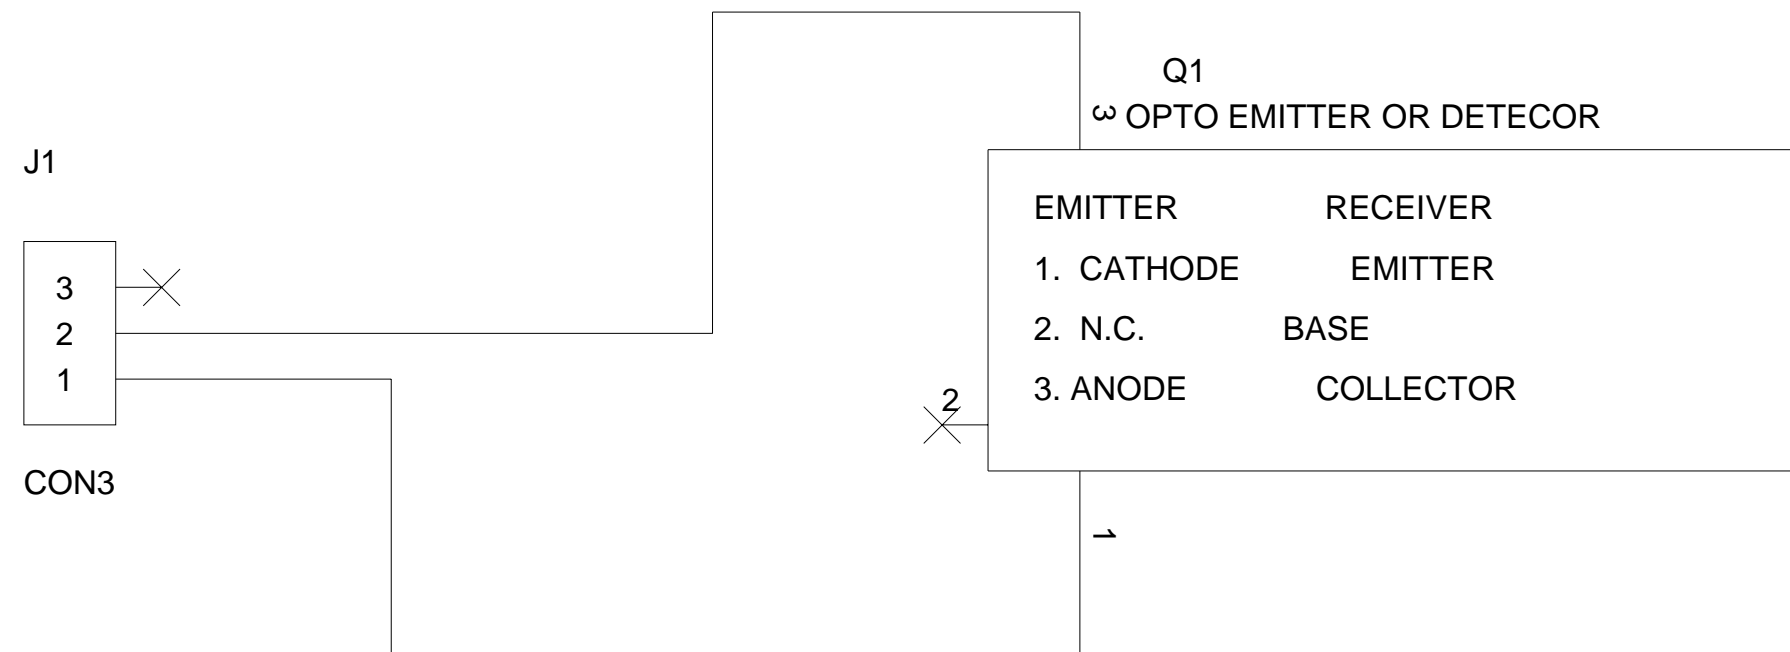 Q1
3 OPTO EMITTER OR DETECOR
J1
EMITTER RECEIVER
1. CATHODE EMITTER
3
2. N.C. BASE
2
1
3. ANODE COLLECTOR
2
CON3
1